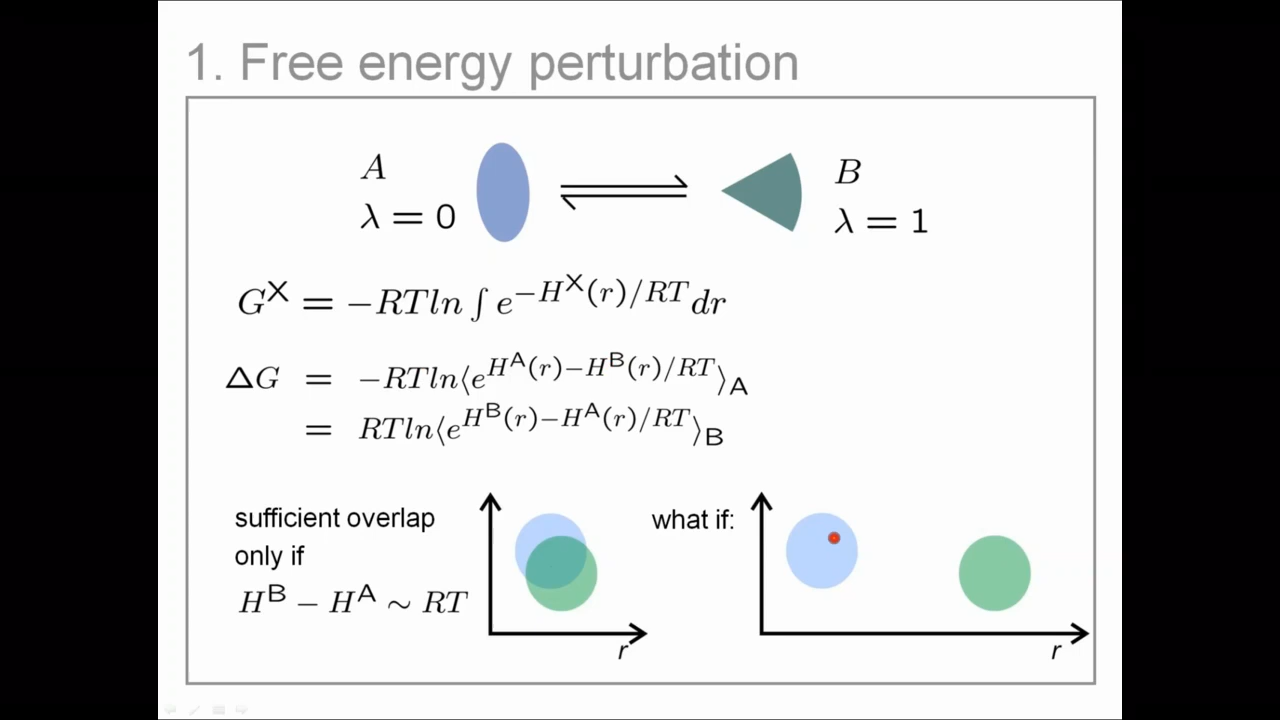 1. Free energy perturbation
A
λ = 0
B
λ = 1
G^X = −RTln ∫ e^{−H^X(r)/RT} dr
ΔG = −RTln⟨e^{H^A(r)−H^B(r)/RT}⟩_A
= RTln⟨e^{H^B(r)−H^A(r)/RT}⟩_B
sufficient overlap
only if
H^B − H^A ∼ RT
r
what if:
r